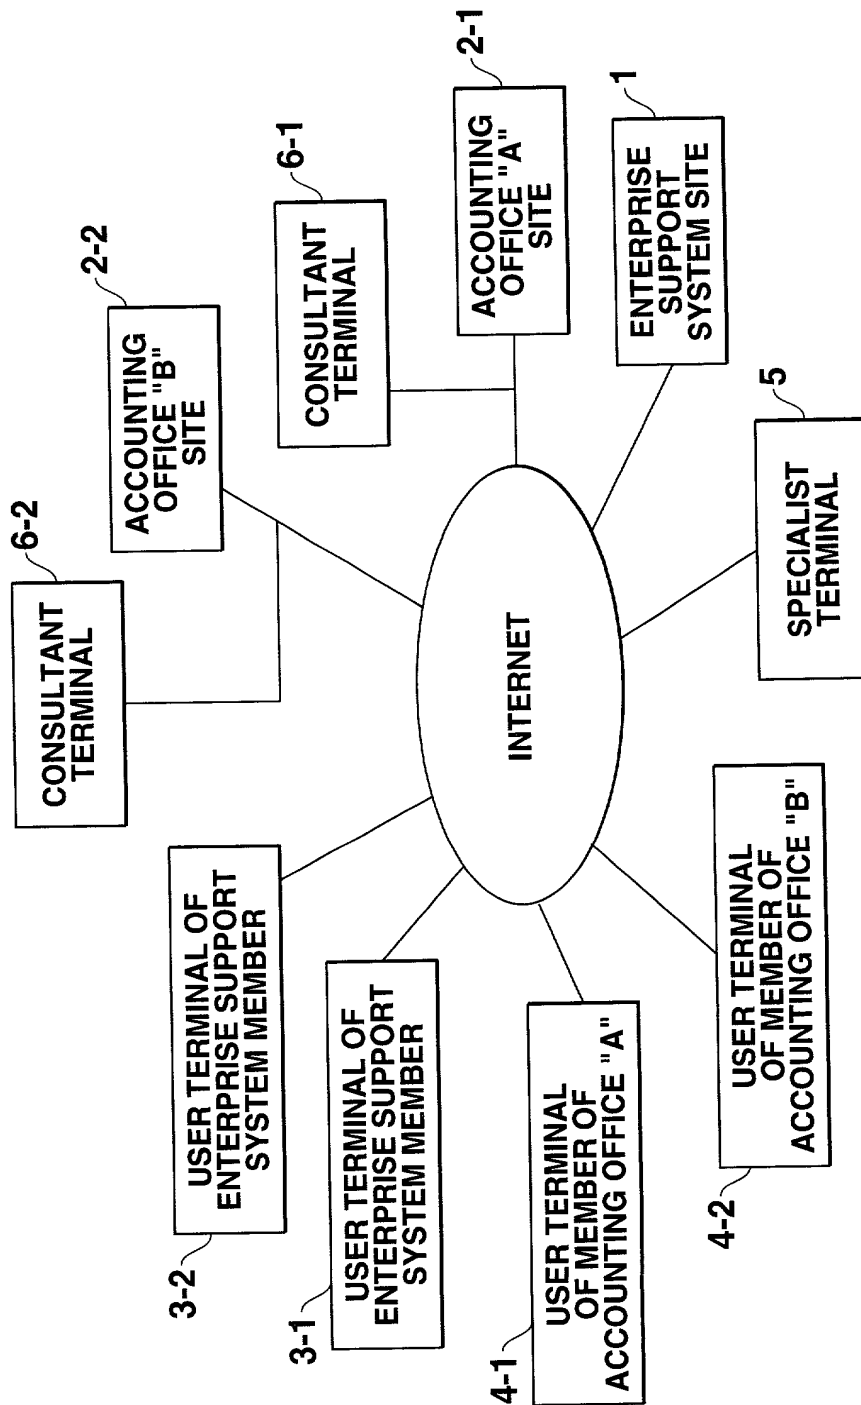 6-2
CONSULTANT
TERMINAL
2-2
ACCOUNTING
OFFICE "B"
SITE
6-1
CONSULTANT
TERMINAL
2-1
ACCOUNTING
OFFICE "A"
SITE
1
ENTERPRISE
SUPPORT
SYSTEM SITE
INTERNET
5
SPECIALIST
TERMINAL
3-2
USER TERMINAL OF
ENTERPRISE SUPPORT
SYSTEM MEMBER
3-1
USER TERMINAL OF
ENTERPRISE SUPPORT
SYSTEM MEMBER
4-1
USER TERMINAL
OF MEMBER OF
ACCOUNTING OFFICE "A"
4-2
USER TERMINAL
OF MEMBER OF
ACCOUNTING OFFICE "B"